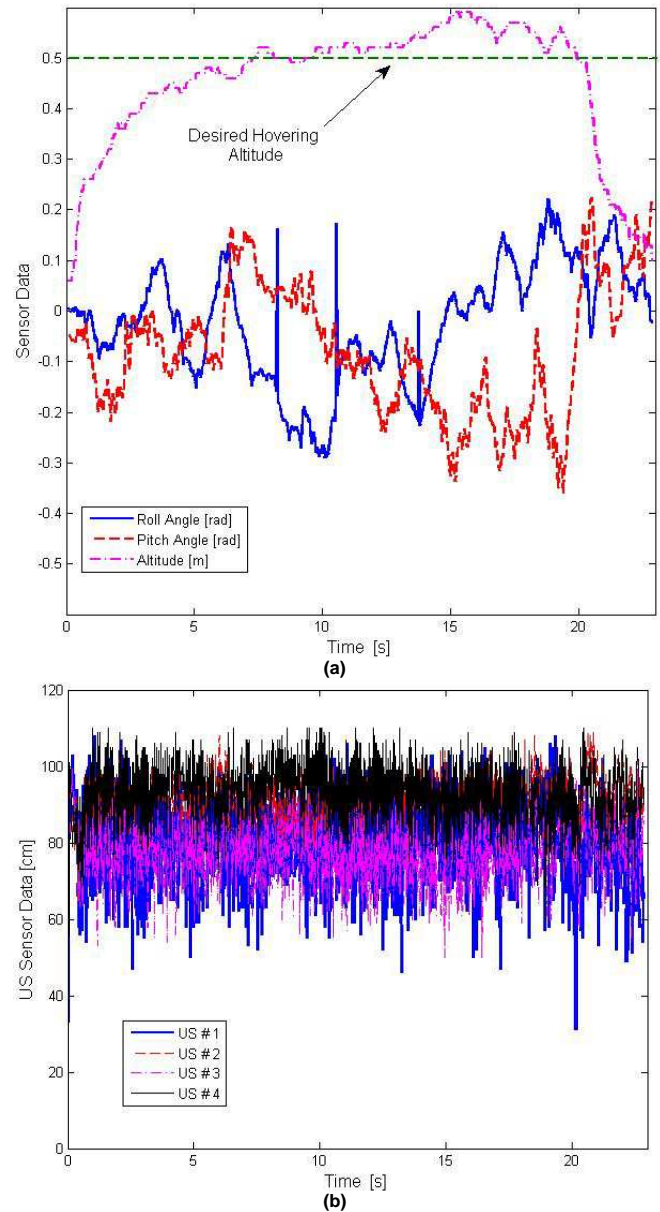 0.5
0.4
0.3
0.2
0.1
0
-0.1
-0.2
-0.3
-0.4
-0.5
Sensor Data
Desired Hovering
Altitude
Roll Angle [rad]
Pitch Angle [rad]
Altitude [m]
0 5 10 15 20
Time [s]
(a)
120
100
80
60
40
20
0
US Sensor Data [cm]
US #1
US #2
US #3
US #4
0 5 10 15 20
Time [s]
(b)